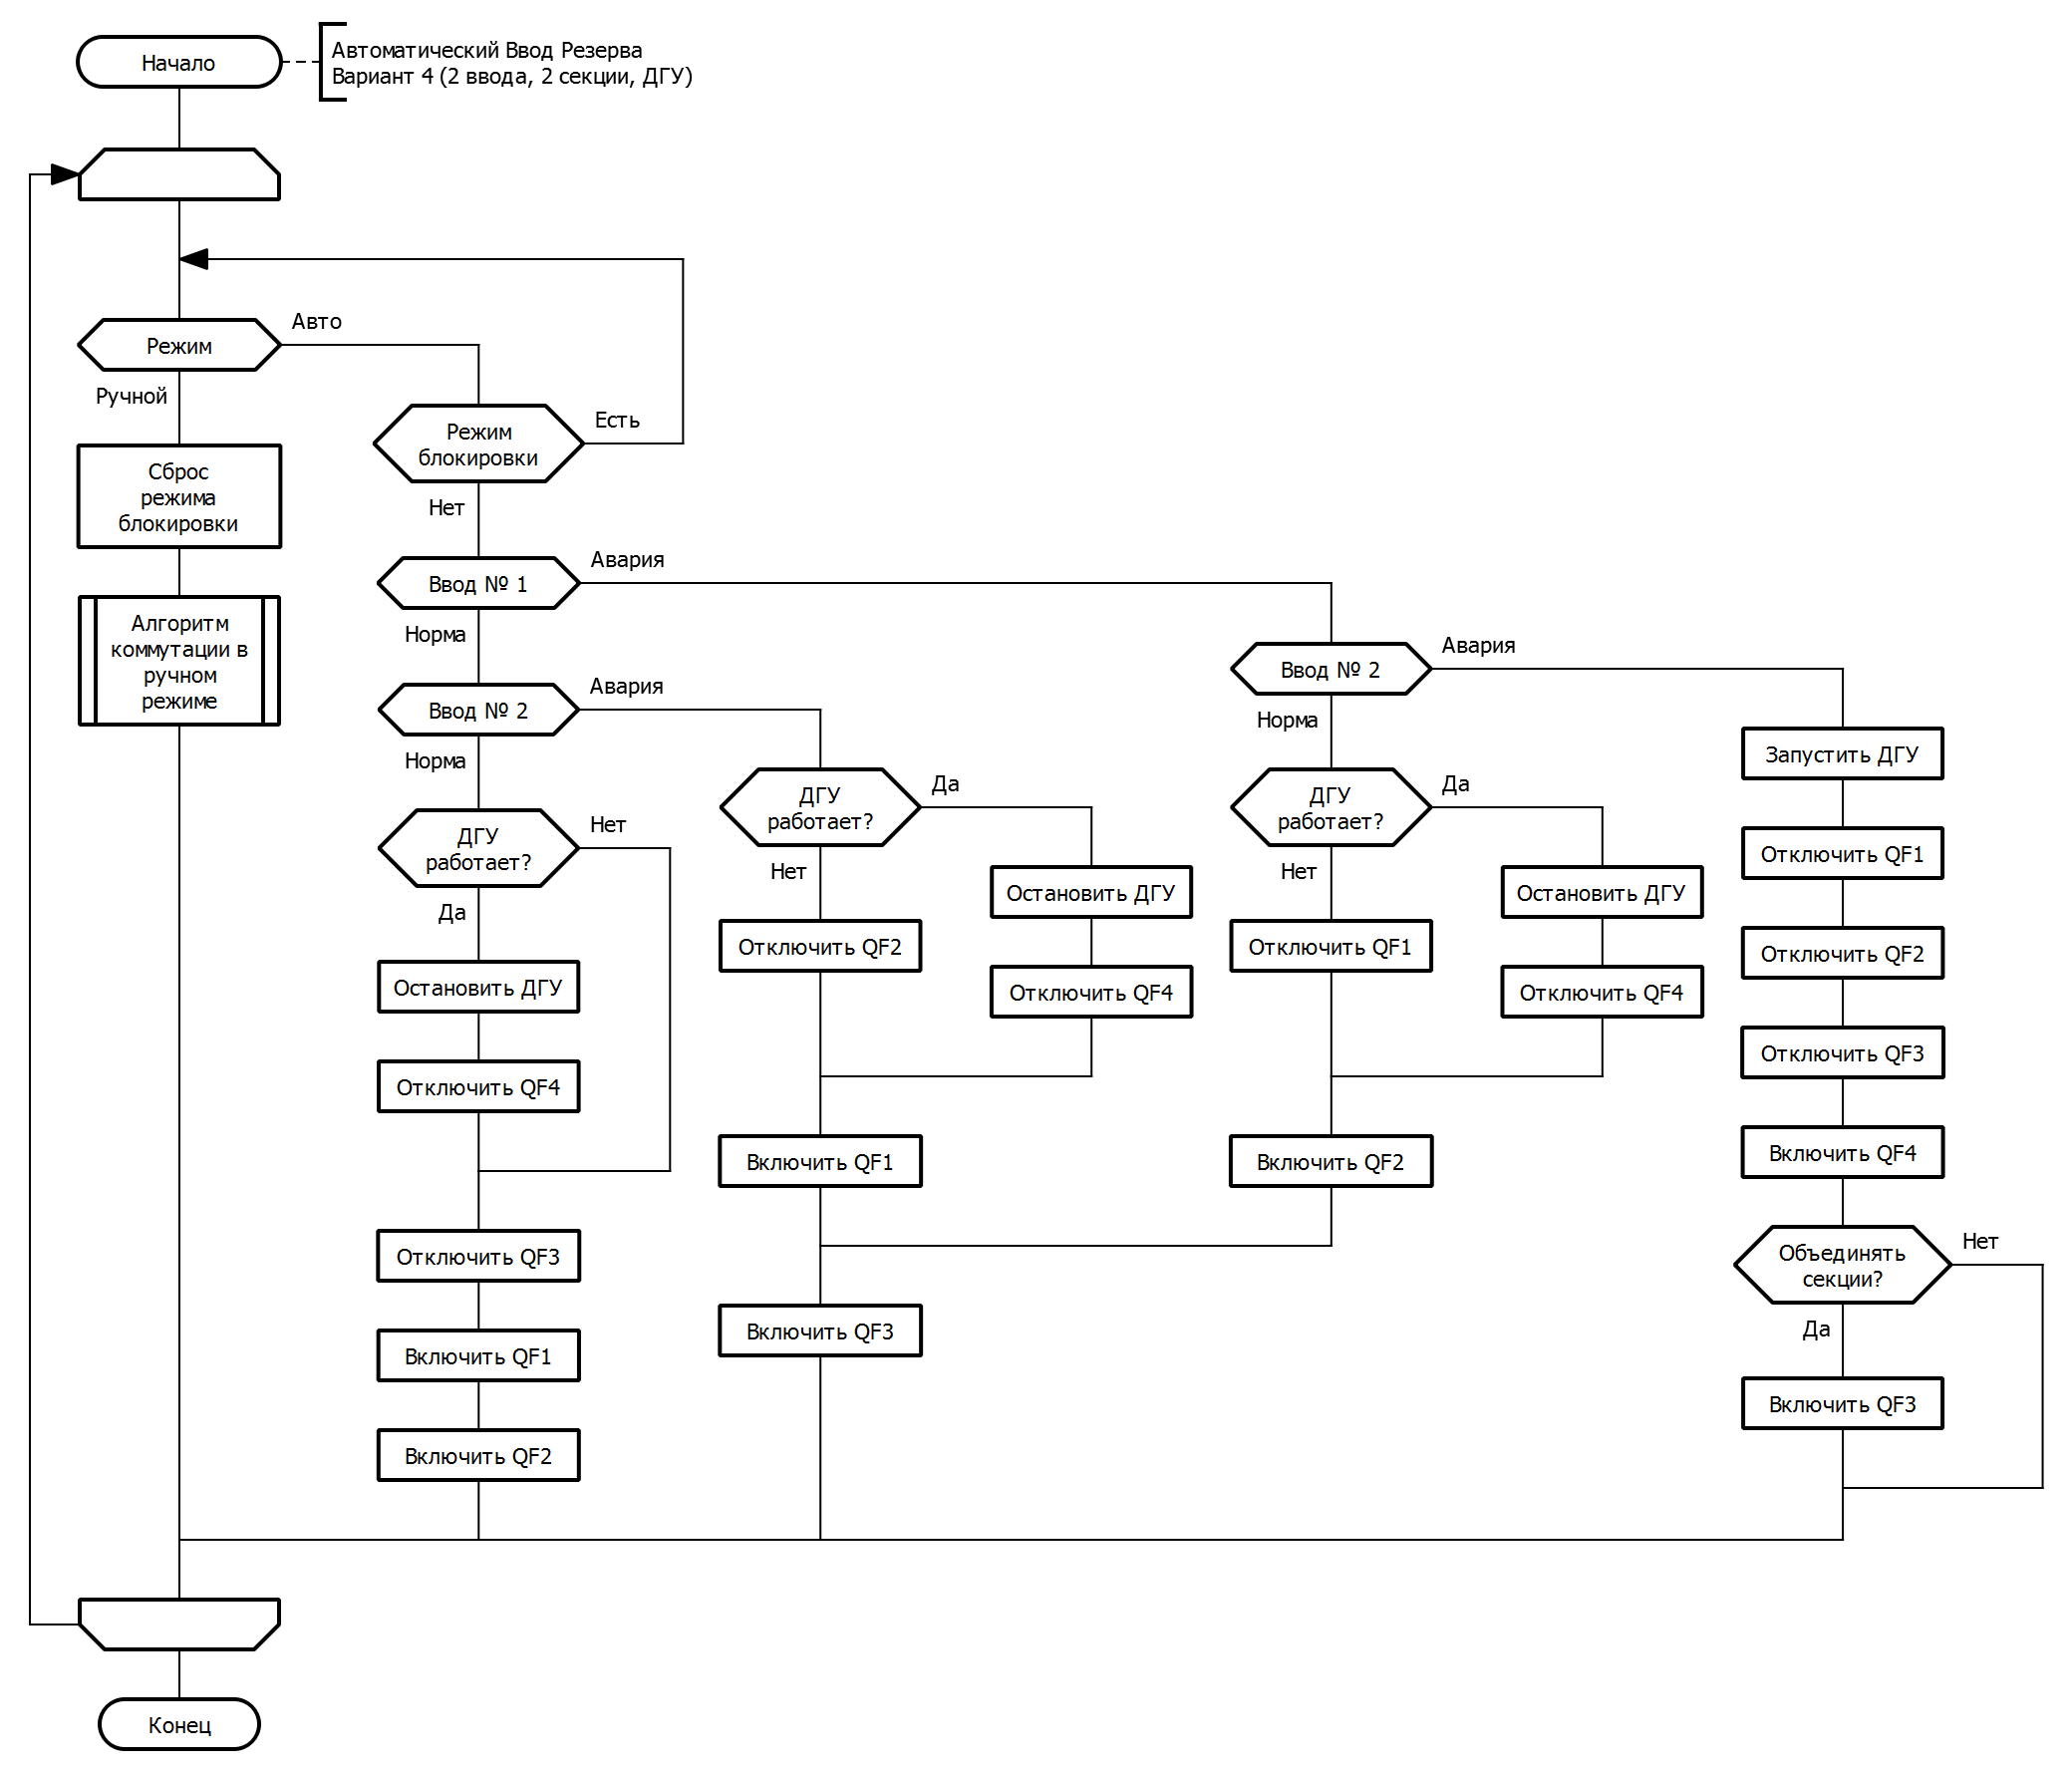 Начало
Автоматический Ввод Резерва
Вариант 4 (2 ввода, 2 секции, ДГУ)
Режим
Авто
Ручной
Сброс
режима
блокировки
Алгоритм
коммутации в
ручном
режиме
Режим
блокировки
Есть
Нет
Ввод № 1
Авария
Норма
Ввод № 2
Авария
Норма
ДГУ
работает?
Нет
Да
Остановить ДГУ
Отключить QF4
Отключить QF3
Включить QF1
Включить QF2
ДГУ
работает?
Да
Нет
Отключить QF2
Остановить ДГУ
Отключить QF4
Включить QF1
Включить QF3
Ввод № 2
Авария
Норма
ДГУ
работает?
Да
Нет
Отключить QF1
Остановить ДГУ
Отключить QF4
Включить QF2
Запустить ДГУ
Отключить QF1
Отключить QF2
Отключить QF3
Включить QF4
Объединять
секции?
Нет
Да
Включить QF3
Конец